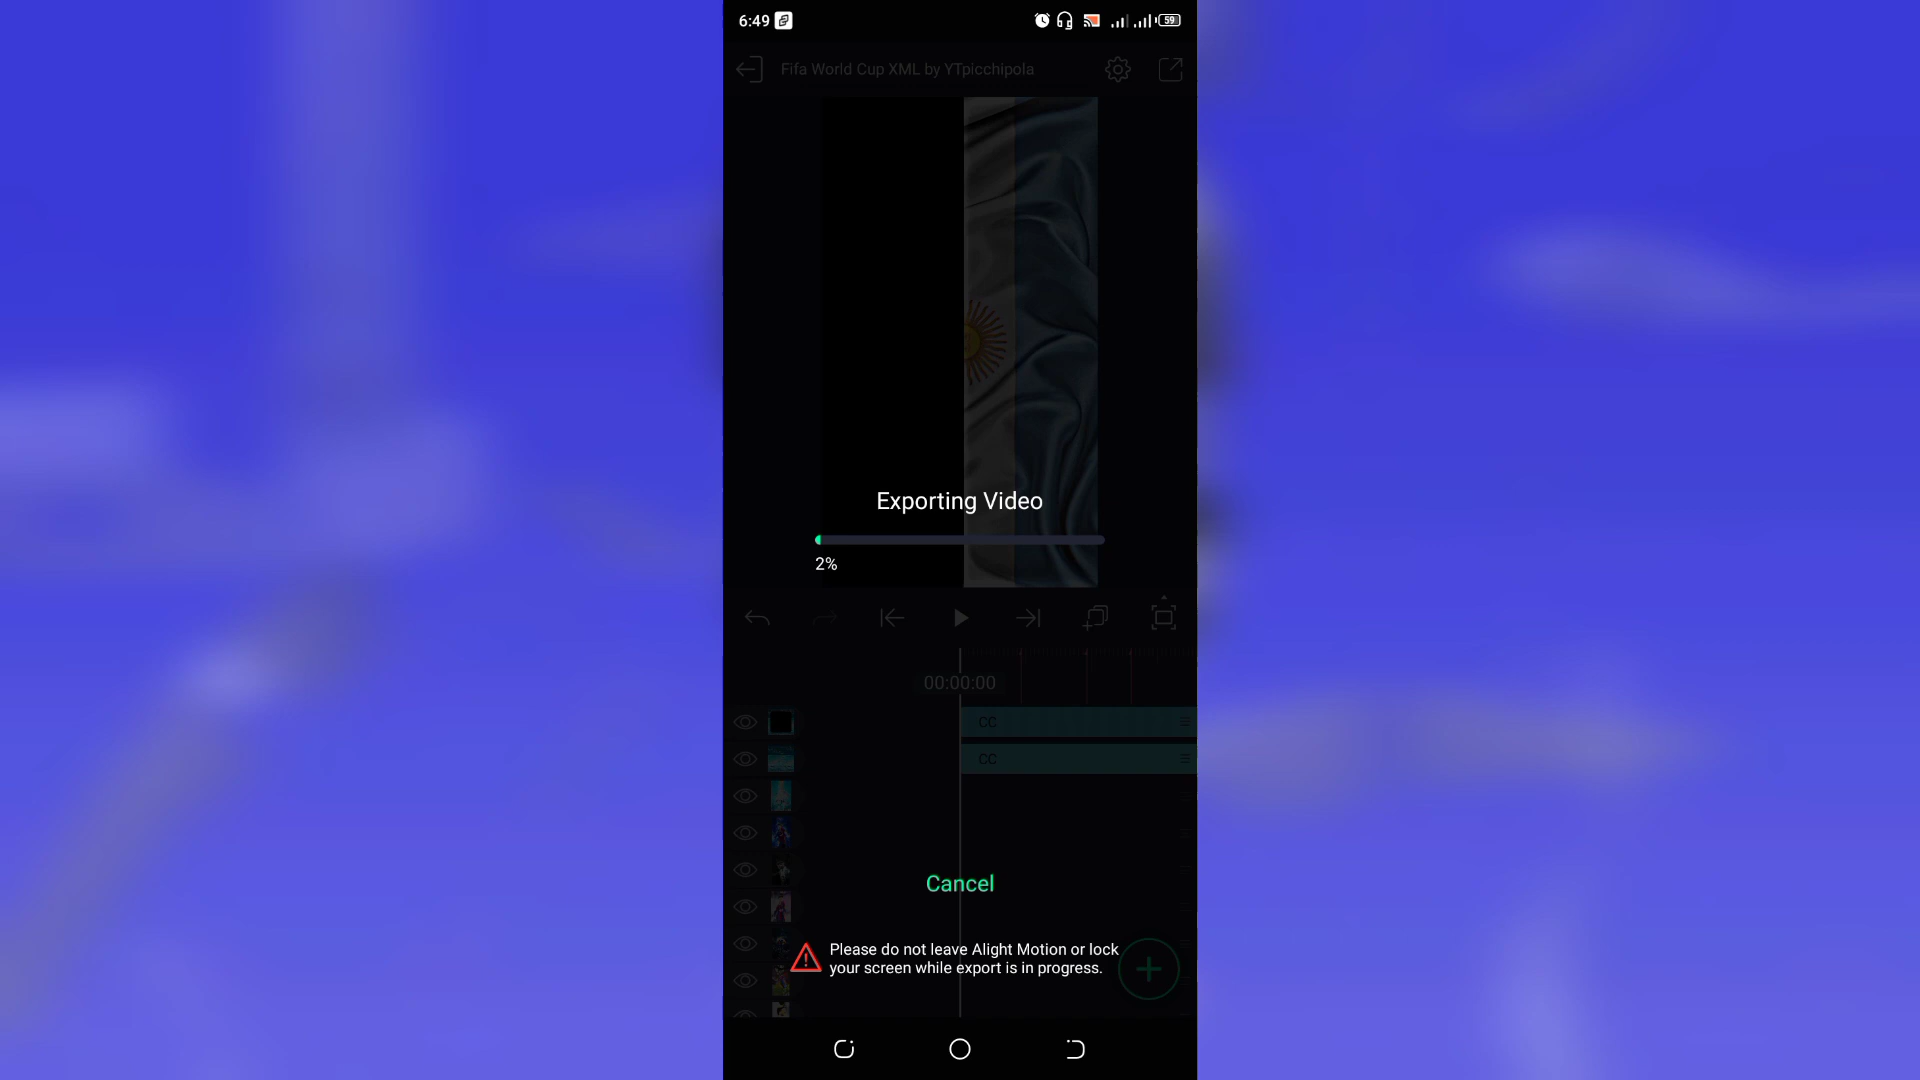 6:49
59
Fifa World Cup XML by YTpicchipola
Exporting Video
2%
00:00:00
CC
CC
Cancel
Please do not leave Alight Motion or lock
your screen while export is in progress.